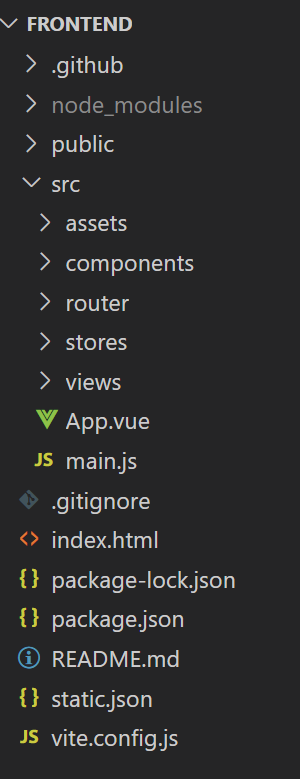 FRONTEND
.github
node_modules
public
src
assets
components
router
stores
views
App.vue
JS main.js
.gitignore
<> index.html
{ } package-lock.json
{ } package.json
README.md
{ } static.json
JS vite.config.js